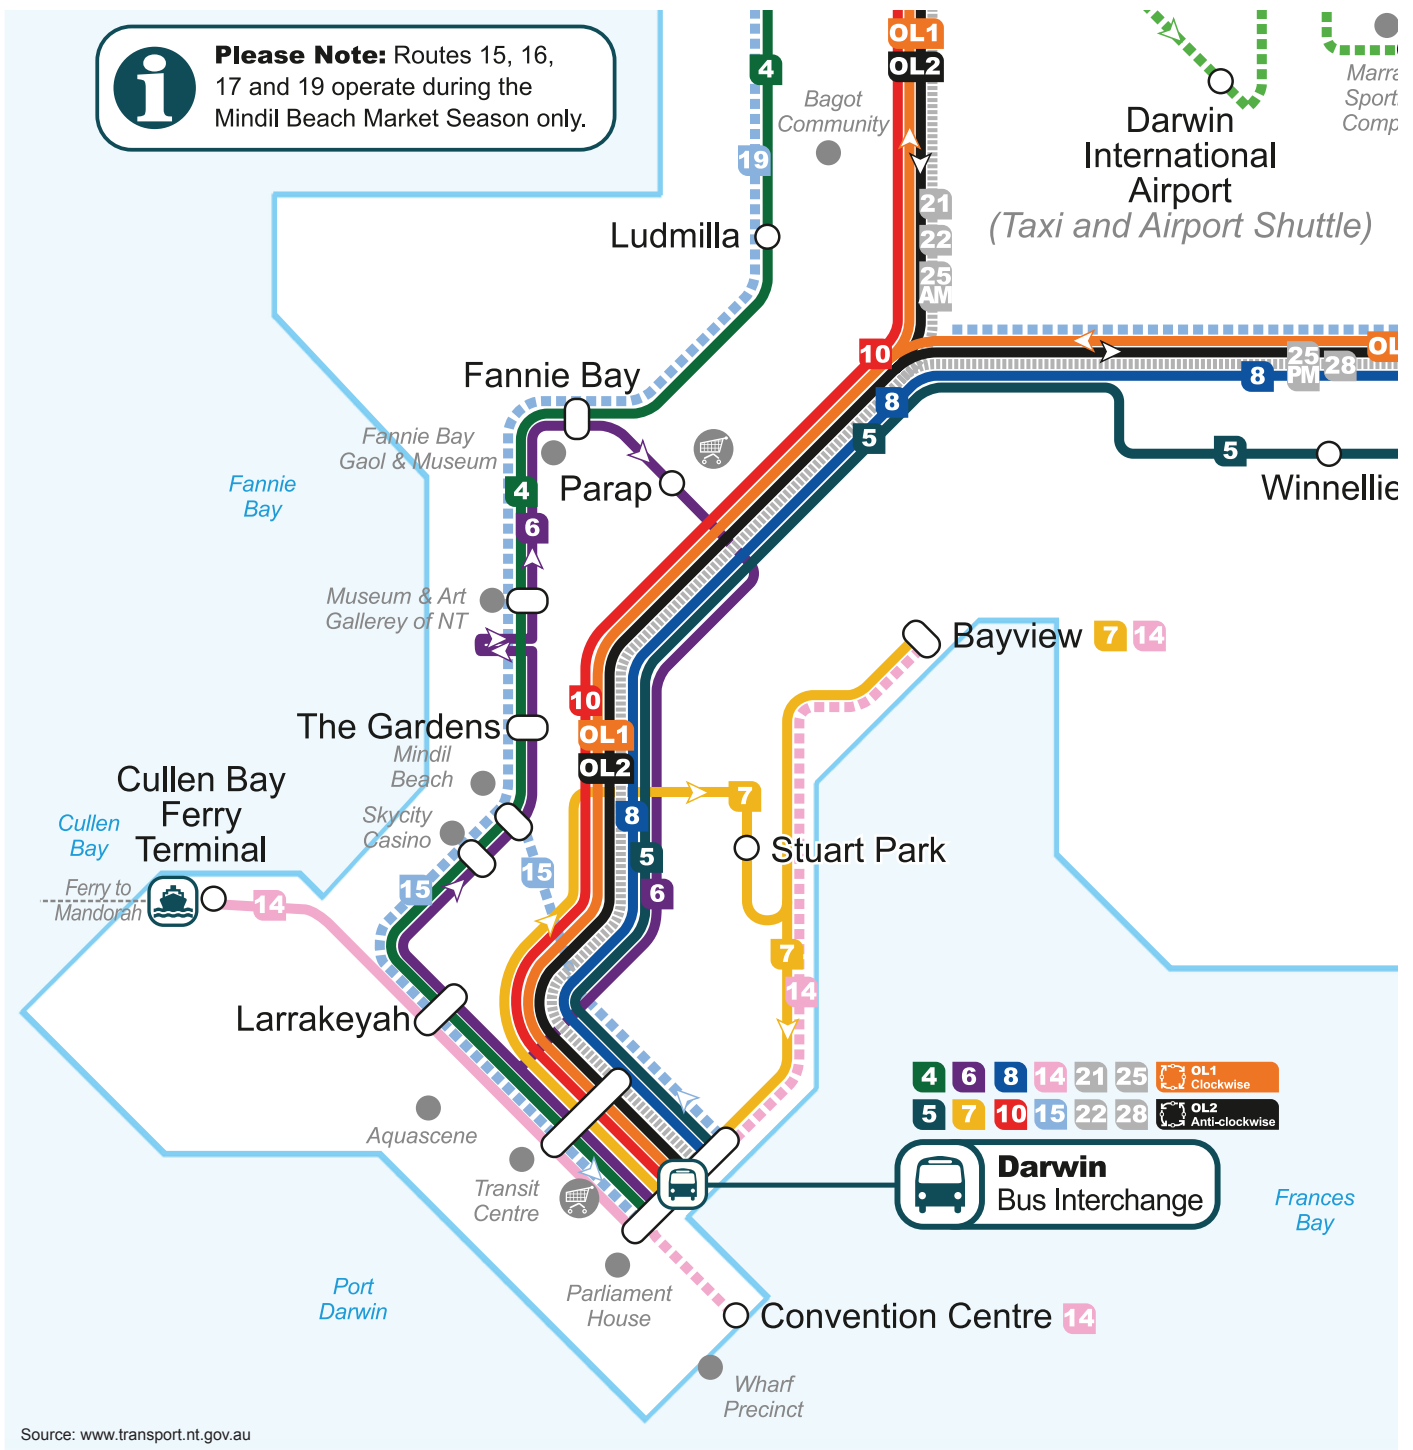 Please Note: Routes 15, 16,
17 and 19 operate during the
Mindil Beach Market Season only.
4
OL1
OL2
Bagot
Community
19
21
22
25
AM
Ludmilla
Darwin
International
Airport
(Taxi and Airport Shuttle)
10
8
5
8
25
PM
28
OL
5
Winnellie
Fannie Bay
Fannie Bay
Gaol & Museum
Parap
Fannie
Bay
4
6
Museum & Art
Gallerey of NT
Bayview 7 14
The Gardens
10
OL1
OL2
Mindil
Beach
Cullen Bay
Ferry
Terminal
Cullen
Bay
Skycity
Casino
7
8
5
6
Stuart Park
15
15
Ferry to
Mandorah
14
7
14
Larrakeyah
Aquascene
Transit
Centre
4 6 8 14 21 25 OL1 Clockwise
5 7 10 15 22 28 OL2 Anti-clockwise
Darwin
Bus Interchange
Frances
Bay
Port
Darwin
Parliament
House
Convention Centre 14
Wharf
Precinct
Source: www.transport.nt.gov.au